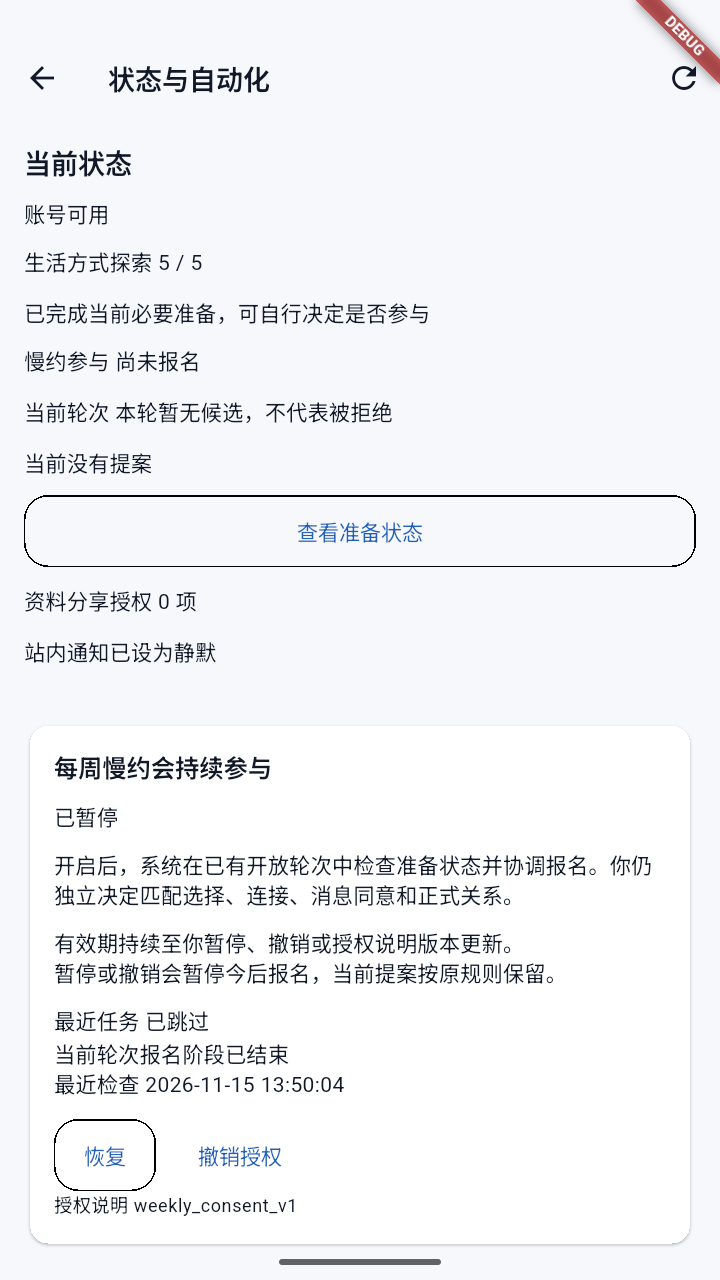 DEBUG
状态与自动化
当前状态
账号可用
生活方式探索 5 / 5
已完成当前必要准备，可自行决定是否参与
慢约参与 尚未报名
当前轮次 本轮暂无候选，不代表被拒绝
当前没有提案
查看准备状态
资料分享授权 0 项
站内通知已设为静默
每周慢约会持续参与
已暂停
开启后，系统在已有开放轮次中检查准备状态并协调报名。你仍
独立决定匹配选择、连接、消息同意和正式关系。
有效期持续至你暂停、撤销或授权说明版本更新。
暂停或撤销会暂停今后报名，当前提案按原规则保留。
最近任务 已跳过
当前轮次报名阶段已结束
最近检查 2026-11-15 13:50:04
恢复 撤销授权
授权说明 weekly_consent_v1